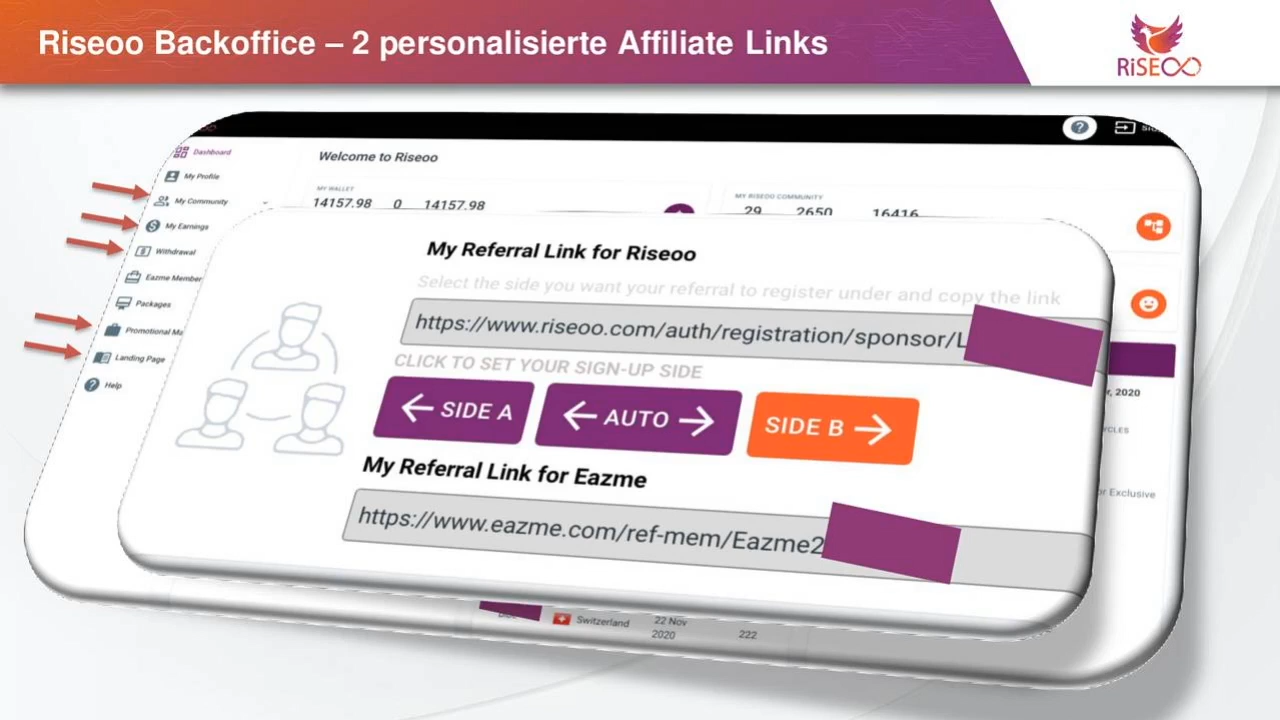 Riseoo Backoffice – 2 personalisierte Affiliate Links
RiSEOO
Dashboard
My Profile
My Community
My Earnings
Withdrawal
Eazme Member
Packages
Promotional Ma
Landing Page
Help
Welcome to Riseoo
MY WALLET
14157.98 0 14157.98
MY RISEOO COMMUNITY
29 2650 16416
My Referral Link for Riseoo
Select the side you want your referral to register under and copy the link
https://www.riseoo.com/auth/registration/sponsor/L
CLICK TO SET YOUR SIGN-UP SIDE
← SIDE A
← AUTO →
SIDE B →
My Referral Link for Eazme
https://www.eazme.com/ref-mem/Eazme2
, 2020
Exclusive
Switzerland
22 Nov
2020
222